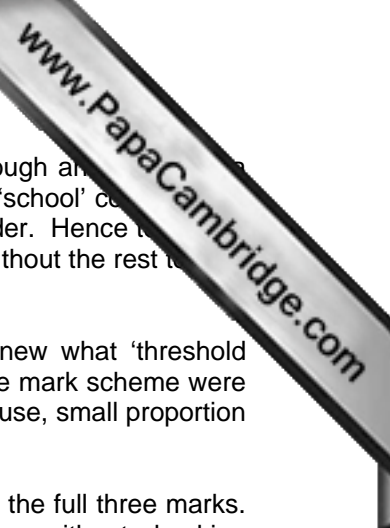 www.PapaCambridge.com
ough
'school'
der. Hence
thout the rest
new what 'threshold
e mark scheme were
use, small proportion
the full three marks.